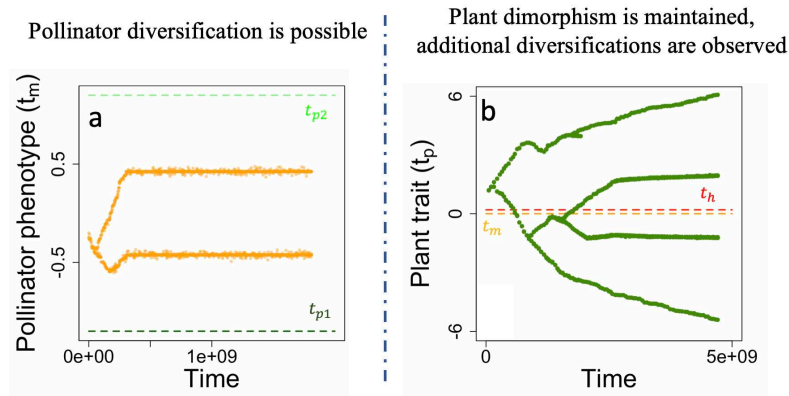 Pollinator diversification is possible
Plant dimorphism is maintained,
additional diversifications are observed
a
t_p2
t_p1
0.5
-0.5
Pollinator phenotype (t_m)
0e+00
1e+09
Time
b
t_h
t_m
6
0
-6
Plant trait (t_p)
0
5e+09
Time